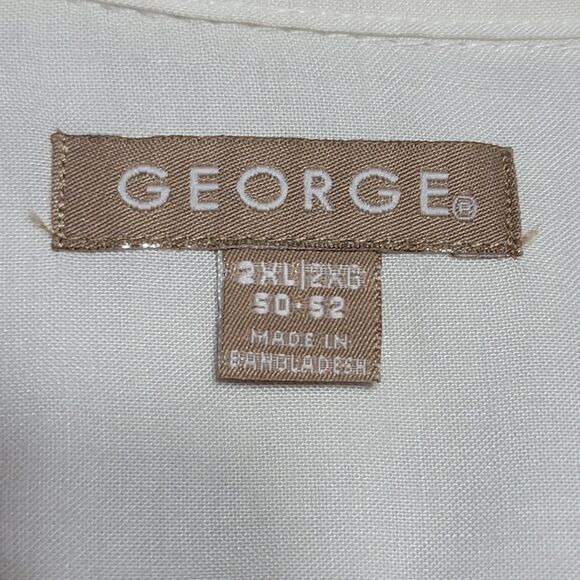 GEORGE®
2XL|2XG
50-52
MADE IN
BANGLADESH